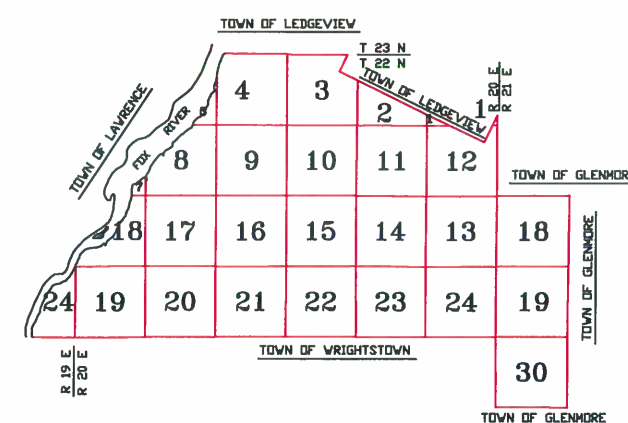 TOWN OF LEDGEVIEW
T 23 N
T 22 N
TOWN OF LEDGEVIEW
R 20 E
R 21 E
TOWN OF LAWRENCE
FOX RIVER
4 3 2 1 1
8 9 10 11 12
TOWN OF GLENMOR
18 17 16 15 14 13 18
TOWN OF GLENMORE
24 19 20 21 22 23 24 19
R 19 E
R 20 E
TOWN OF WRIGHTSTOWN
30
TOWN OF GLENMORE